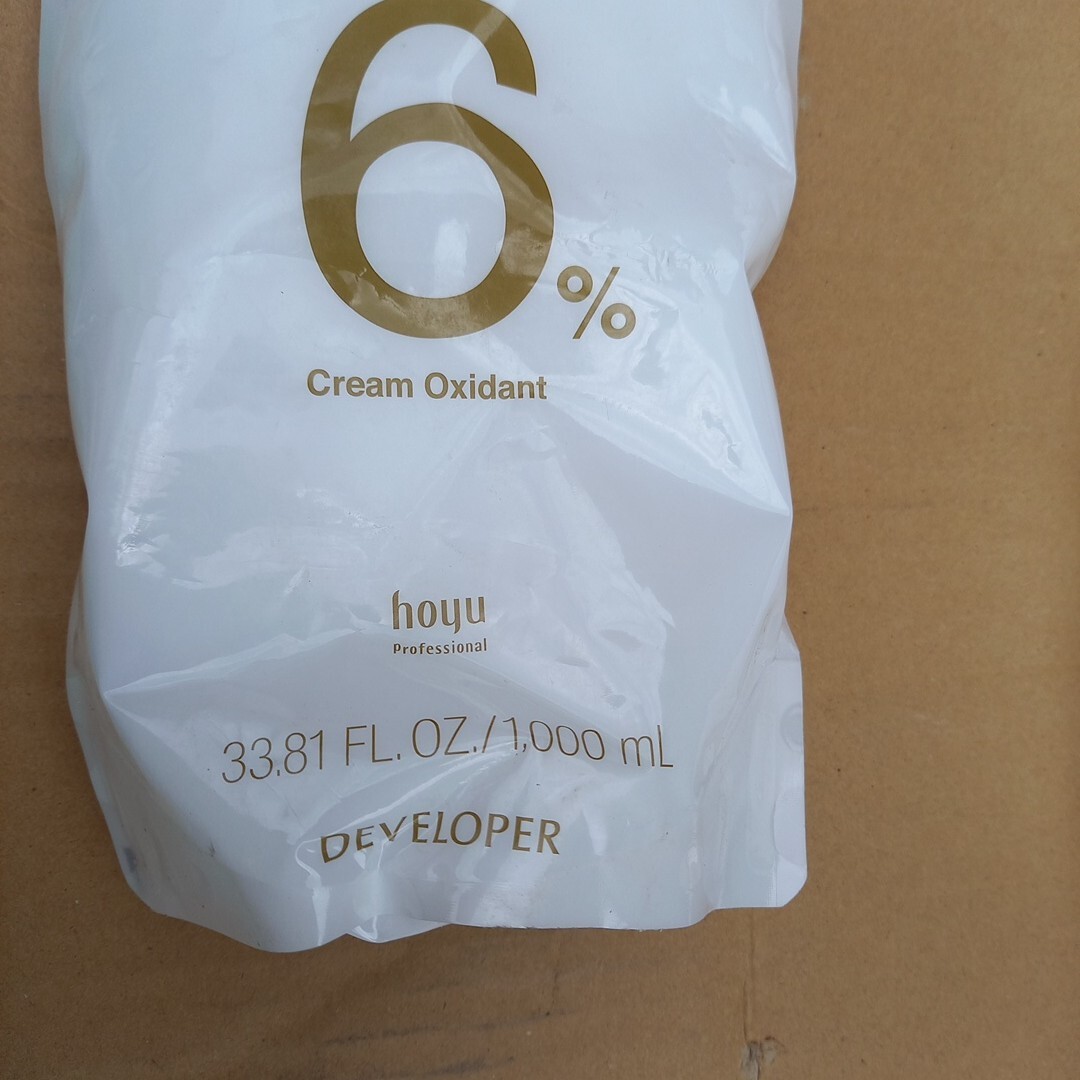 6%
Cream Oxidant
hoyu
Professional
33.81 FL. OZ./1,000 mL
DEVELOPER